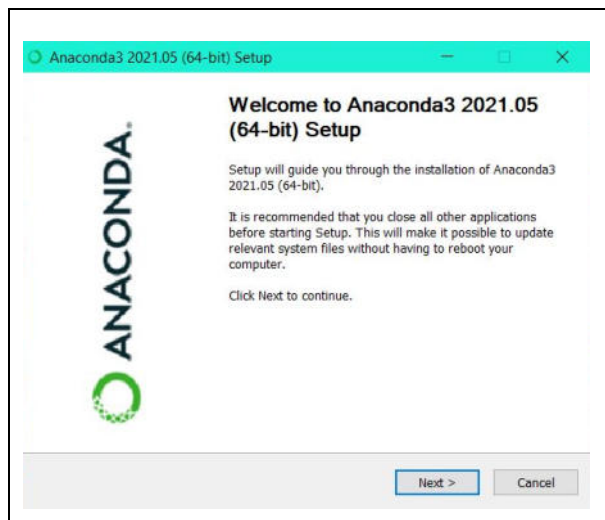 Anaconda3 2021.05 (64-bit) Setup
Welcome to Anaconda3 2021.05
(64-bit) Setup
Setup will guide you through the installation of Anaconda3
2021.05 (64-bit).
It is recommended that you close all other applications
before starting Setup. This will make it possible to update
relevant system files without having to reboot your
computer.
Click Next to continue.
ANACONDA.
Next >
Cancel